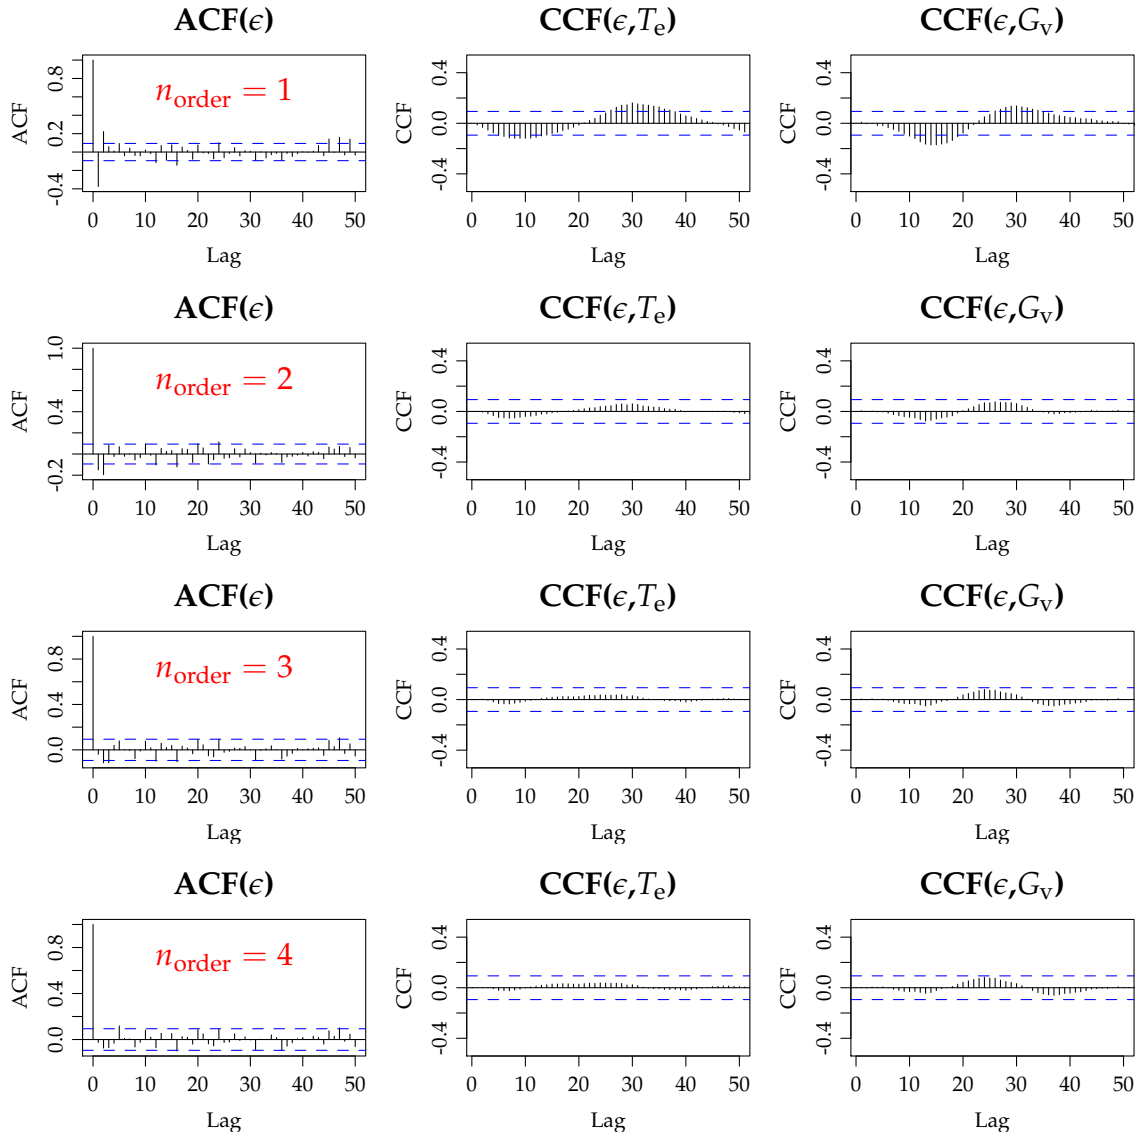 ACF(ϵ) CCF(ϵ,Te) CCF(ϵ,Gv)
norder = 1
ACF -0.4 0.2 0.8
CCF -0.4 0.0 0.4
CCF -0.4 0.0 0.4
0 10 20 30 40 50 0 10 20 30 40 50 0 10 20 30 40 50
Lag Lag Lag
ACF(ϵ) CCF(ϵ,Te) CCF(ϵ,Gv)
norder = 2
ACF -0.2 0.4 1.0
CCF -0.4 0.0 0.4
CCF -0.4 0.0 0.4
0 10 20 30 40 50 0 10 20 30 40 50 0 10 20 30 40 50
Lag Lag Lag
ACF(ϵ) CCF(ϵ,Te) CCF(ϵ,Gv)
norder = 3
ACF 0.0 0.4 0.8
CCF -0.4 0.0 0.4
CCF -0.4 0.0 0.4
0 10 20 30 40 50 0 10 20 30 40 50 0 10 20 30 40 50
Lag Lag Lag
ACF(ϵ) CCF(ϵ,Te) CCF(ϵ,Gv)
norder = 4
ACF 0.0 0.4 0.8
CCF -0.4 0.0 0.4
CCF -0.4 0.0 0.4
0 10 20 30 40 50 0 10 20 30 40 50 0 10 20 30 40 50
Lag Lag Lag